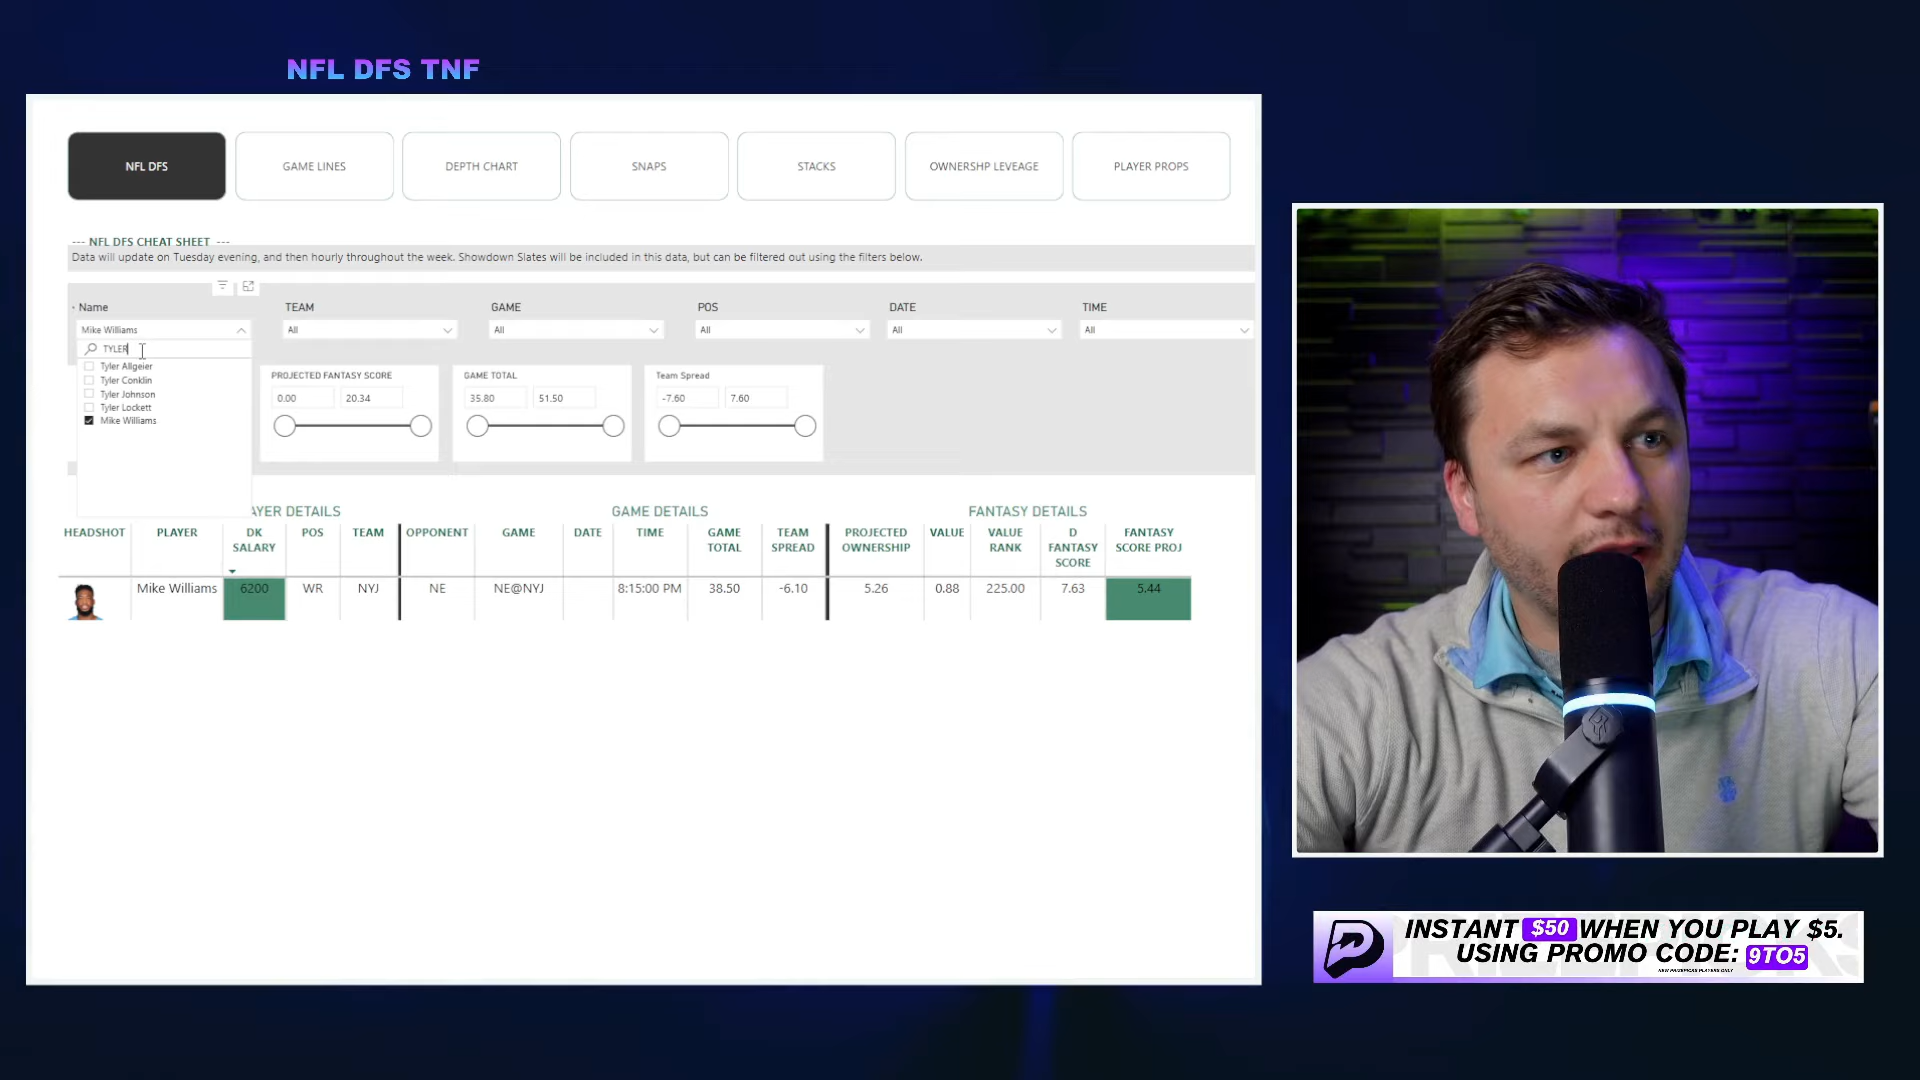 NFL DFS TNF
NFL DFS
GAME LINES
DEPTH CHART
SNAPS
STACKS
OWNERSHP LEVEAGE
PLAYER PROPS
--- NFL DFS CHEAT SHEET ---
Data will update on Tuesday evening, and then hourly throughout the week. Showdown Slates will be included in this data, but can be filtered out using the filters below.
Name
TEAM
GAME
POS
DATE
TIME
Mike Williams
All
All
All
All
All
TYLER
Tyler Allgeier
Tyler Conklin
Tyler Johnson
Tyler Lockett
Mike Williams
PROJECTED FANTASY SCORE
0.00 20.34
GAME TOTAL
35.80 51.50
Team Spread
-7.60 7.60
AYER DETAILS
GAME DETAILS
FANTASY DETAILS
HEADSHOT PLAYER DK SALARY POS TEAM OPPONENT GAME DATE TIME GAME TOTAL TEAM SPREAD PROJECTED OWNERSHIP VALUE VALUE RANK D FANTASY SCORE FANTASY SCORE PROJ
Mike Williams 6200 WR NYJ NE NE@NYJ 8:15:00 PM 38.50 -6.10 5.26 0.88 225.00 7.63 5.44
INSTANT $50 WHEN YOU PLAY $5.
USING PROMO CODE: 9TO5
NEW PRIZEPICKS PLAYERS ONLY